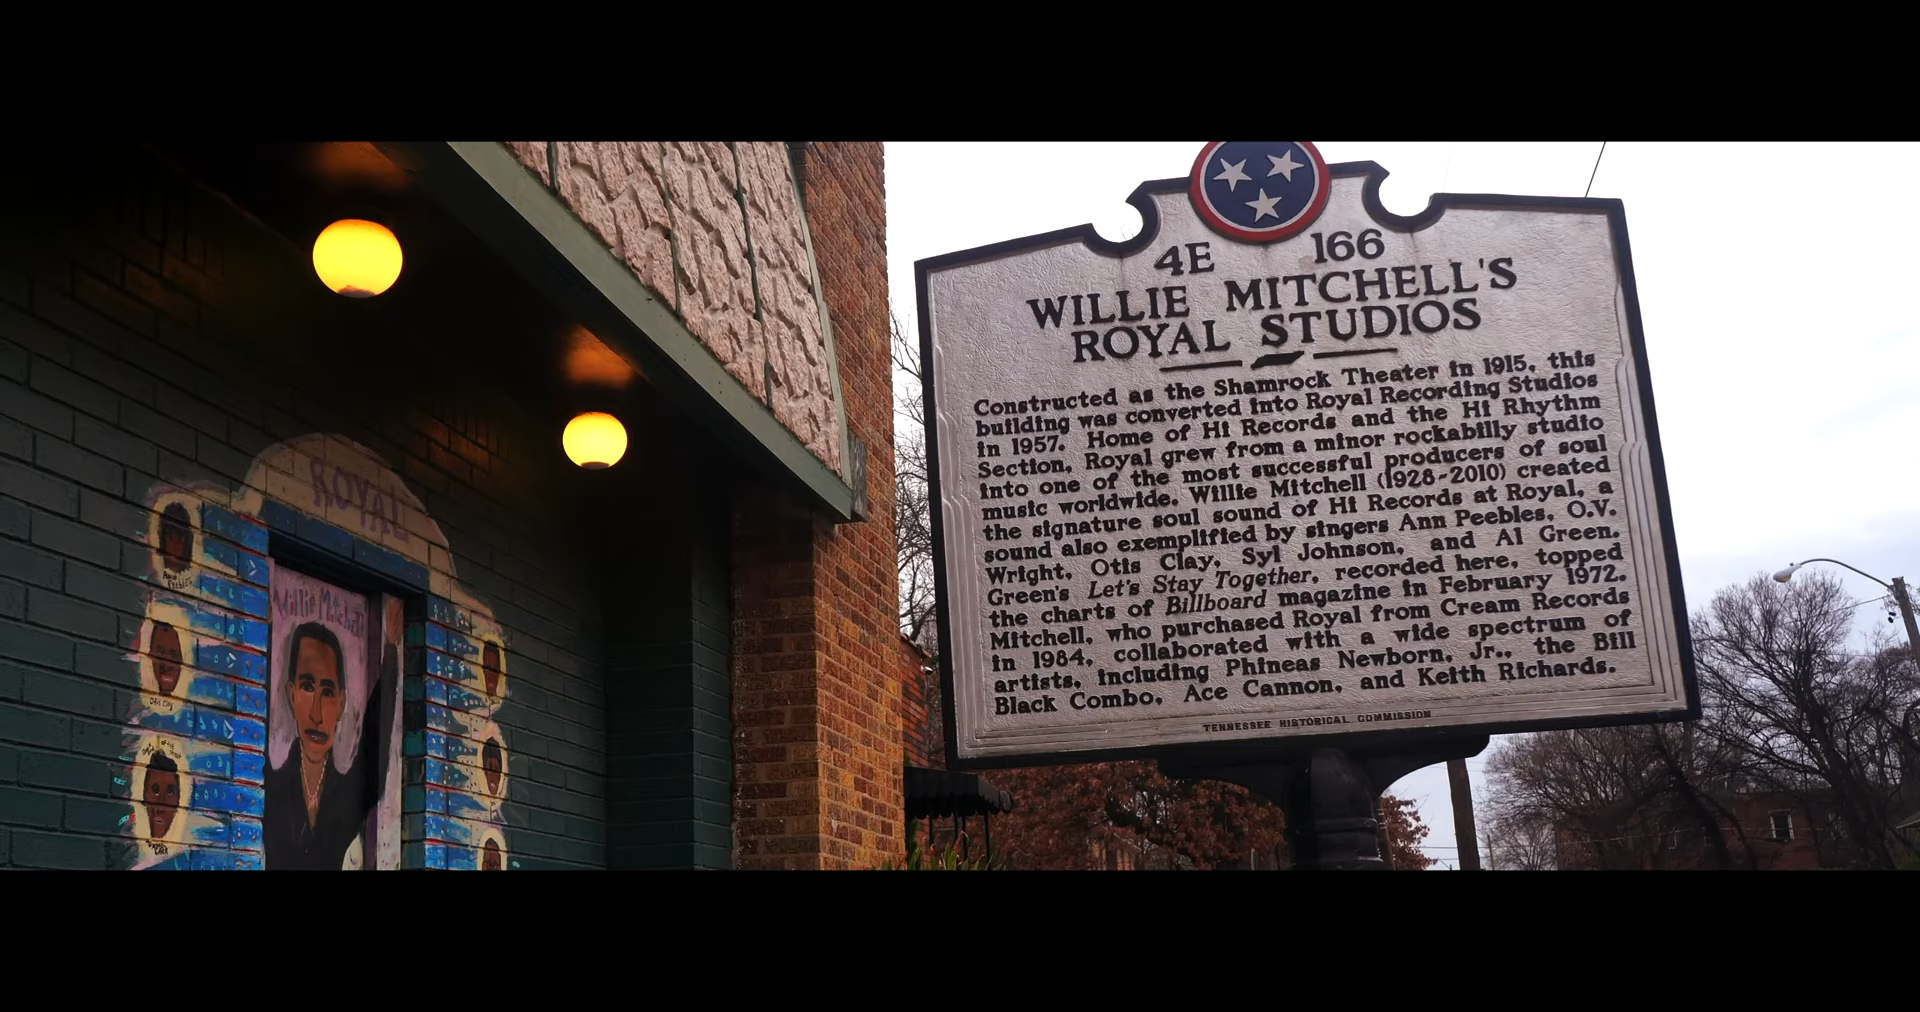 ROYAL
Ann Peebles
Willie Mitchell
Otis Clay
4E 166
WILLIE MITCHELL'S
ROYAL STUDIOS
Constructed as the Shamrock Theater in 1915, this
building was converted into Royal Recording Studios
in 1957. Home of Hi Records and the Hi Rhythm
Section, Royal grew from a minor rockabilly studio
into one of the most successful producers of soul
music worldwide. Willie Mitchell (1928-2010) created
the signature soul sound of Hi Records at Royal, a
sound also exemplified by singers Ann Peebles, O.V.
Wright, Otis Clay, Syl Johnson, and Al Green.
Green's Let's Stay Together, recorded here, topped
the charts of Billboard magazine in February 1972.
Mitchell, who purchased Royal from Cream Records
in 1984, collaborated with a wide spectrum of
artists, including Phineas Newborn, Jr., the Bill
Black Combo, Ace Cannon, and Keith Richards.
TENNESSEE HISTORICAL COMMISSION